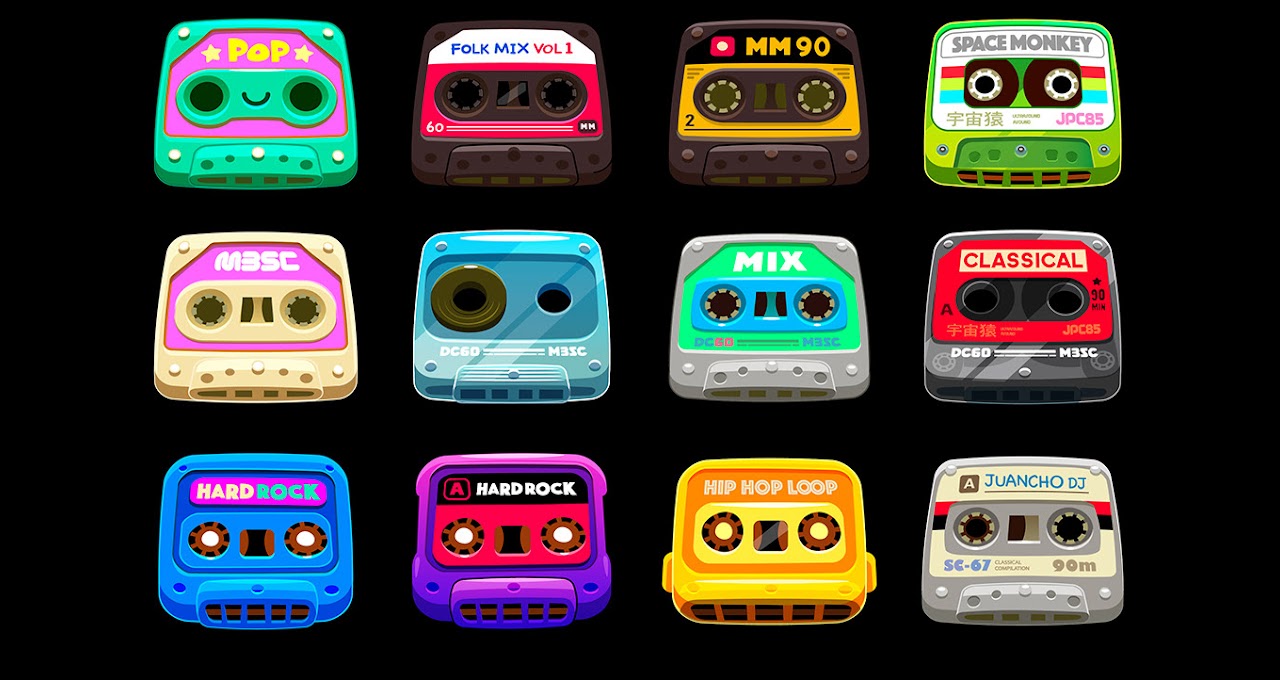 POP
FOLK MIX VOL 1
60
MM
MM 90
2
SPACE MONKEY
宇宙猿
JPC85
M3SC
DC60 M3SC
MIX
DC60 M3SC
CLASSICAL
A
90
MIN
宇宙猿
JPC85
DC60 M3SC
HARD ROCK
A HARD ROCK
HIP HOP LOOP
A JUANCHO DJ
SC-67
CLASSICAL
COMPILATION
90m